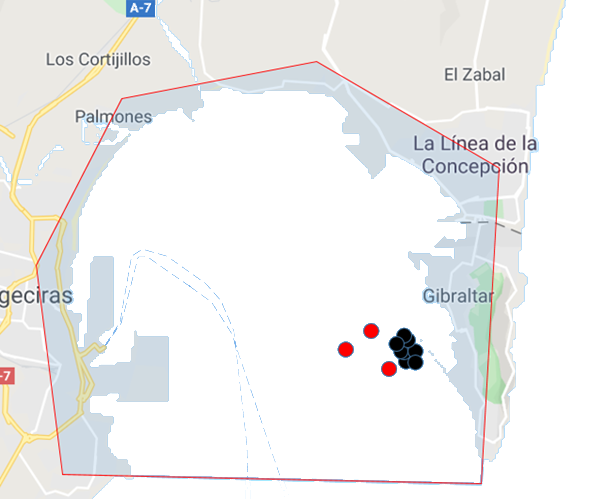 A-7
Los Cortijillos
El Zabal
Palmones
La Línea de la
Concepción
geciras
Gibraltar
-7